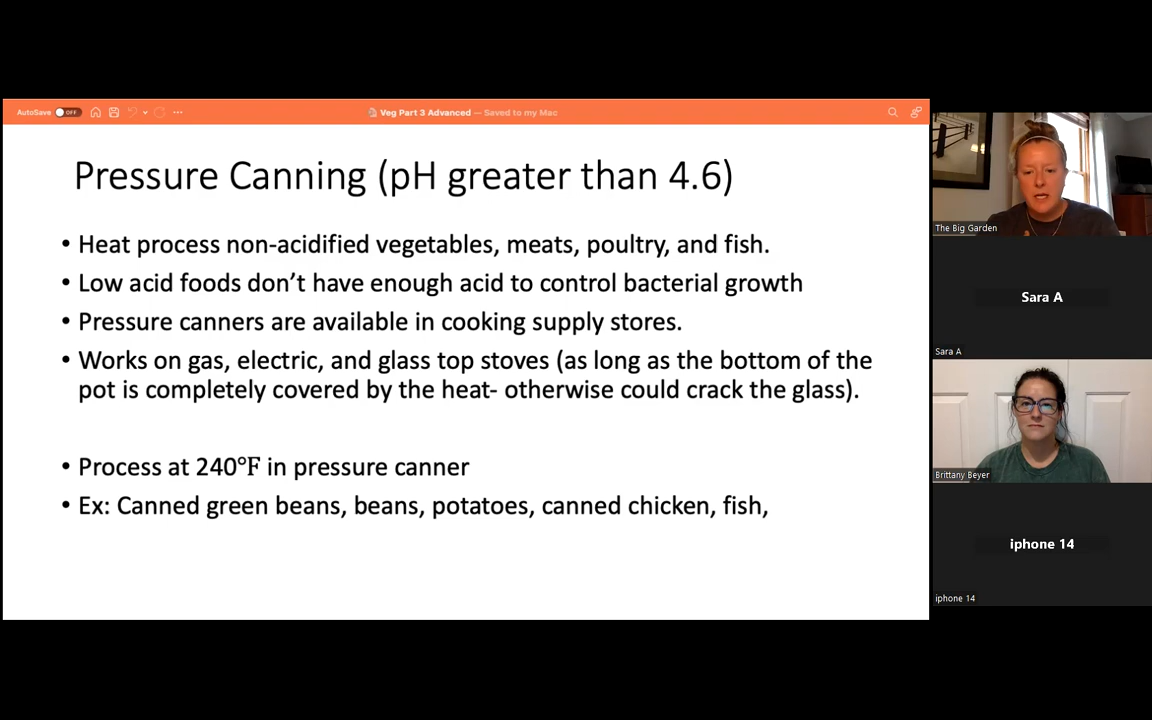 AutoSave OFF
Veg Part 3 Advanced — Saved to my Mac
Pressure Canning (pH greater than 4.6)
• Heat process non-acidified vegetables, meats, poultry, and fish.
• Low acid foods don’t have enough acid to control bacterial growth
• Pressure canners are available in cooking supply stores.
• Works on gas, electric, and glass top stoves (as long as the bottom of the
pot is completely covered by the heat- otherwise could crack the glass).
• Process at 240°F in pressure canner
• Ex: Canned green beans, beans, potatoes, canned chicken, fish,
The Big Garden
Sara A
Sara A
Brittany Beyer
iphone 14
iphone 14